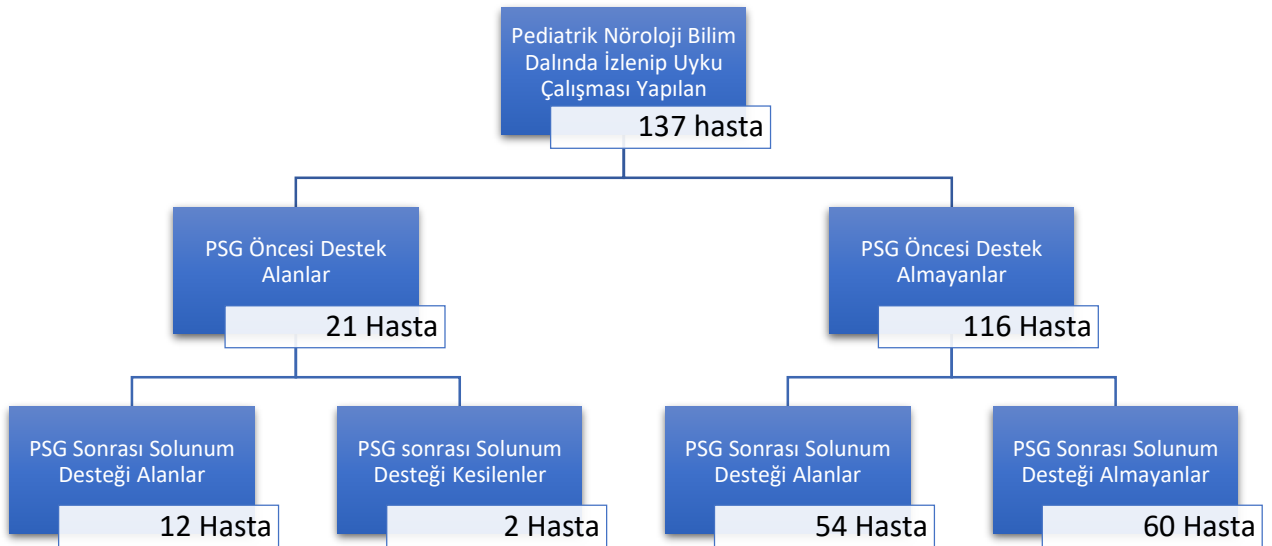 Pediatrik Nöroloji Bilim
Dalında İzlenip Uyku
Çalışması Yapılan
137 hasta
PSG Öncesi Destek
Alanlar
21 Hasta
PSG Öncesi Destek
Almayanlar
116 Hasta
PSG Sonrası Solunum
Desteği Alanlar
12 Hasta
PSG sonrası Solunum
Desteği Kesilenler
2 Hasta
PSG Sonrası Solunum
Desteği Alanlar
54 Hasta
PSG Sonrası Solunum
Desteği Almayanlar
60 Hasta